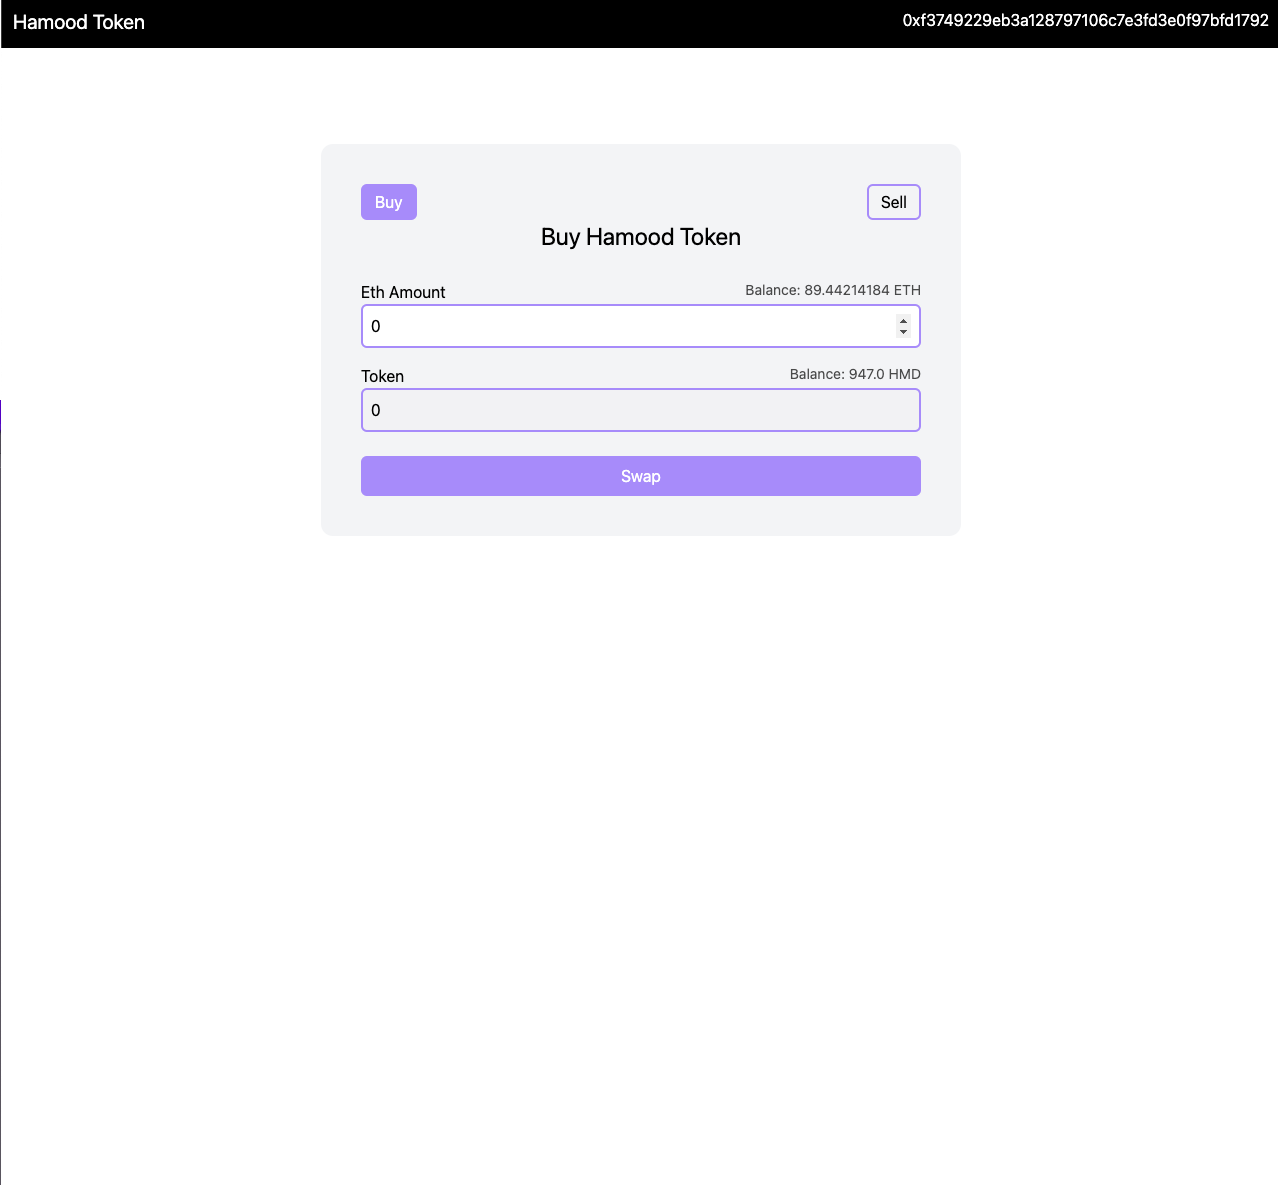 Hamood Token
0xf3749229eb3a128797106c7e3fd3e0f97bfd1792
Buy
Sell
Buy Hamood Token
Eth Amount
Balance: 89.44214184 ETH
0
Token
Balance: 947.0 HMD
0
Swap